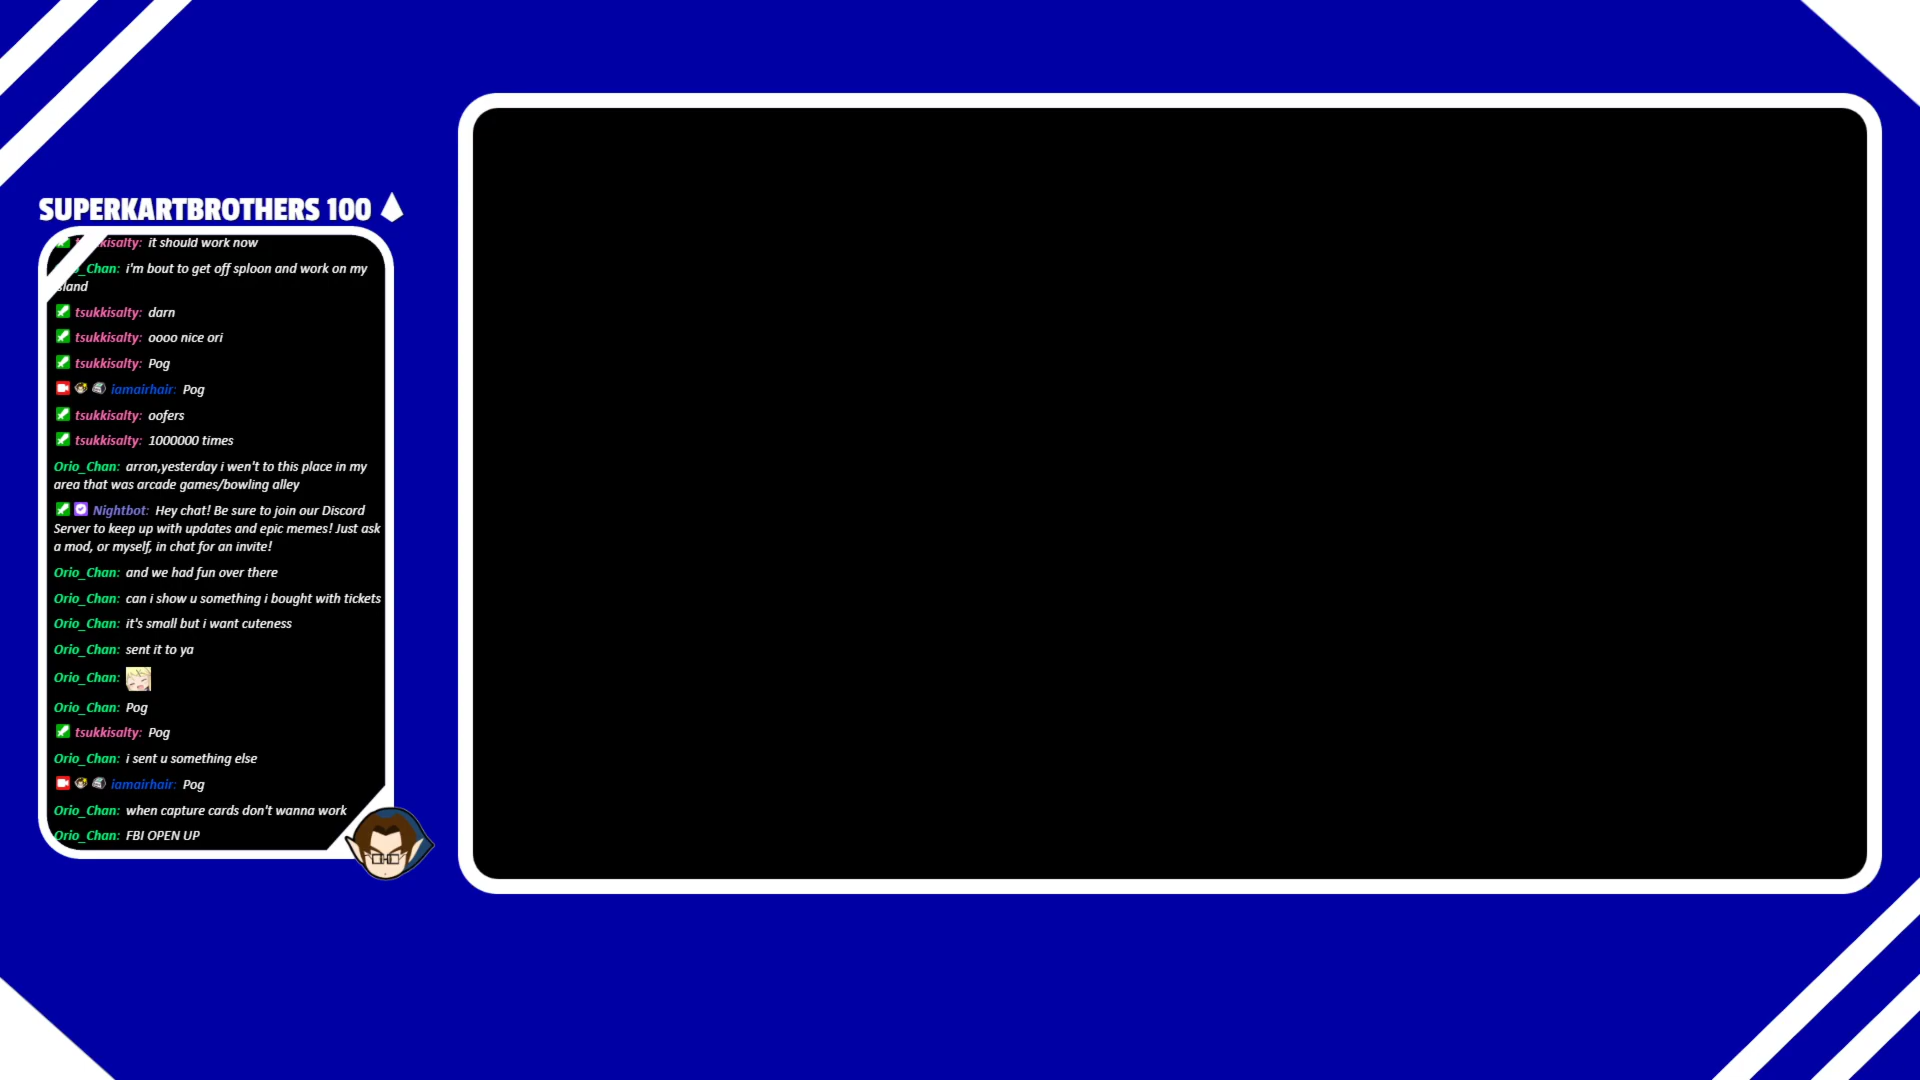 SUPERKARTBROTHERS 100
kisalty: it should work now
_Chan: i'm bout to get off sploon and work on my
island
tsukkisalty: darn
tsukkisalty: oooo nice ori
tsukkisalty: Pog
iamairhair: Pog
tsukkisalty: oofers
tsukkisalty: 1000000 times
Orio_Chan: arron,yesterday i wen't to this place in my
area that was arcade games/bowling alley
Nightbot: Hey chat! Be sure to join our Discord
Server to keep up with updates and epic memes! Just ask
a mod, or myself, in chat for an invite!
Orio_Chan: and we had fun over there
Orio_Chan: can i show u something i bought with tickets
Orio_Chan: it's small but i want cuteness
Orio_Chan: sent it to ya
Orio_Chan:
Orio_Chan: Pog
tsukkisalty: Pog
Orio_Chan: i sent u something else
iamairhair: Pog
Orio_Chan: when capture cards don't wanna work
Orio_Chan: FBI OPEN UP